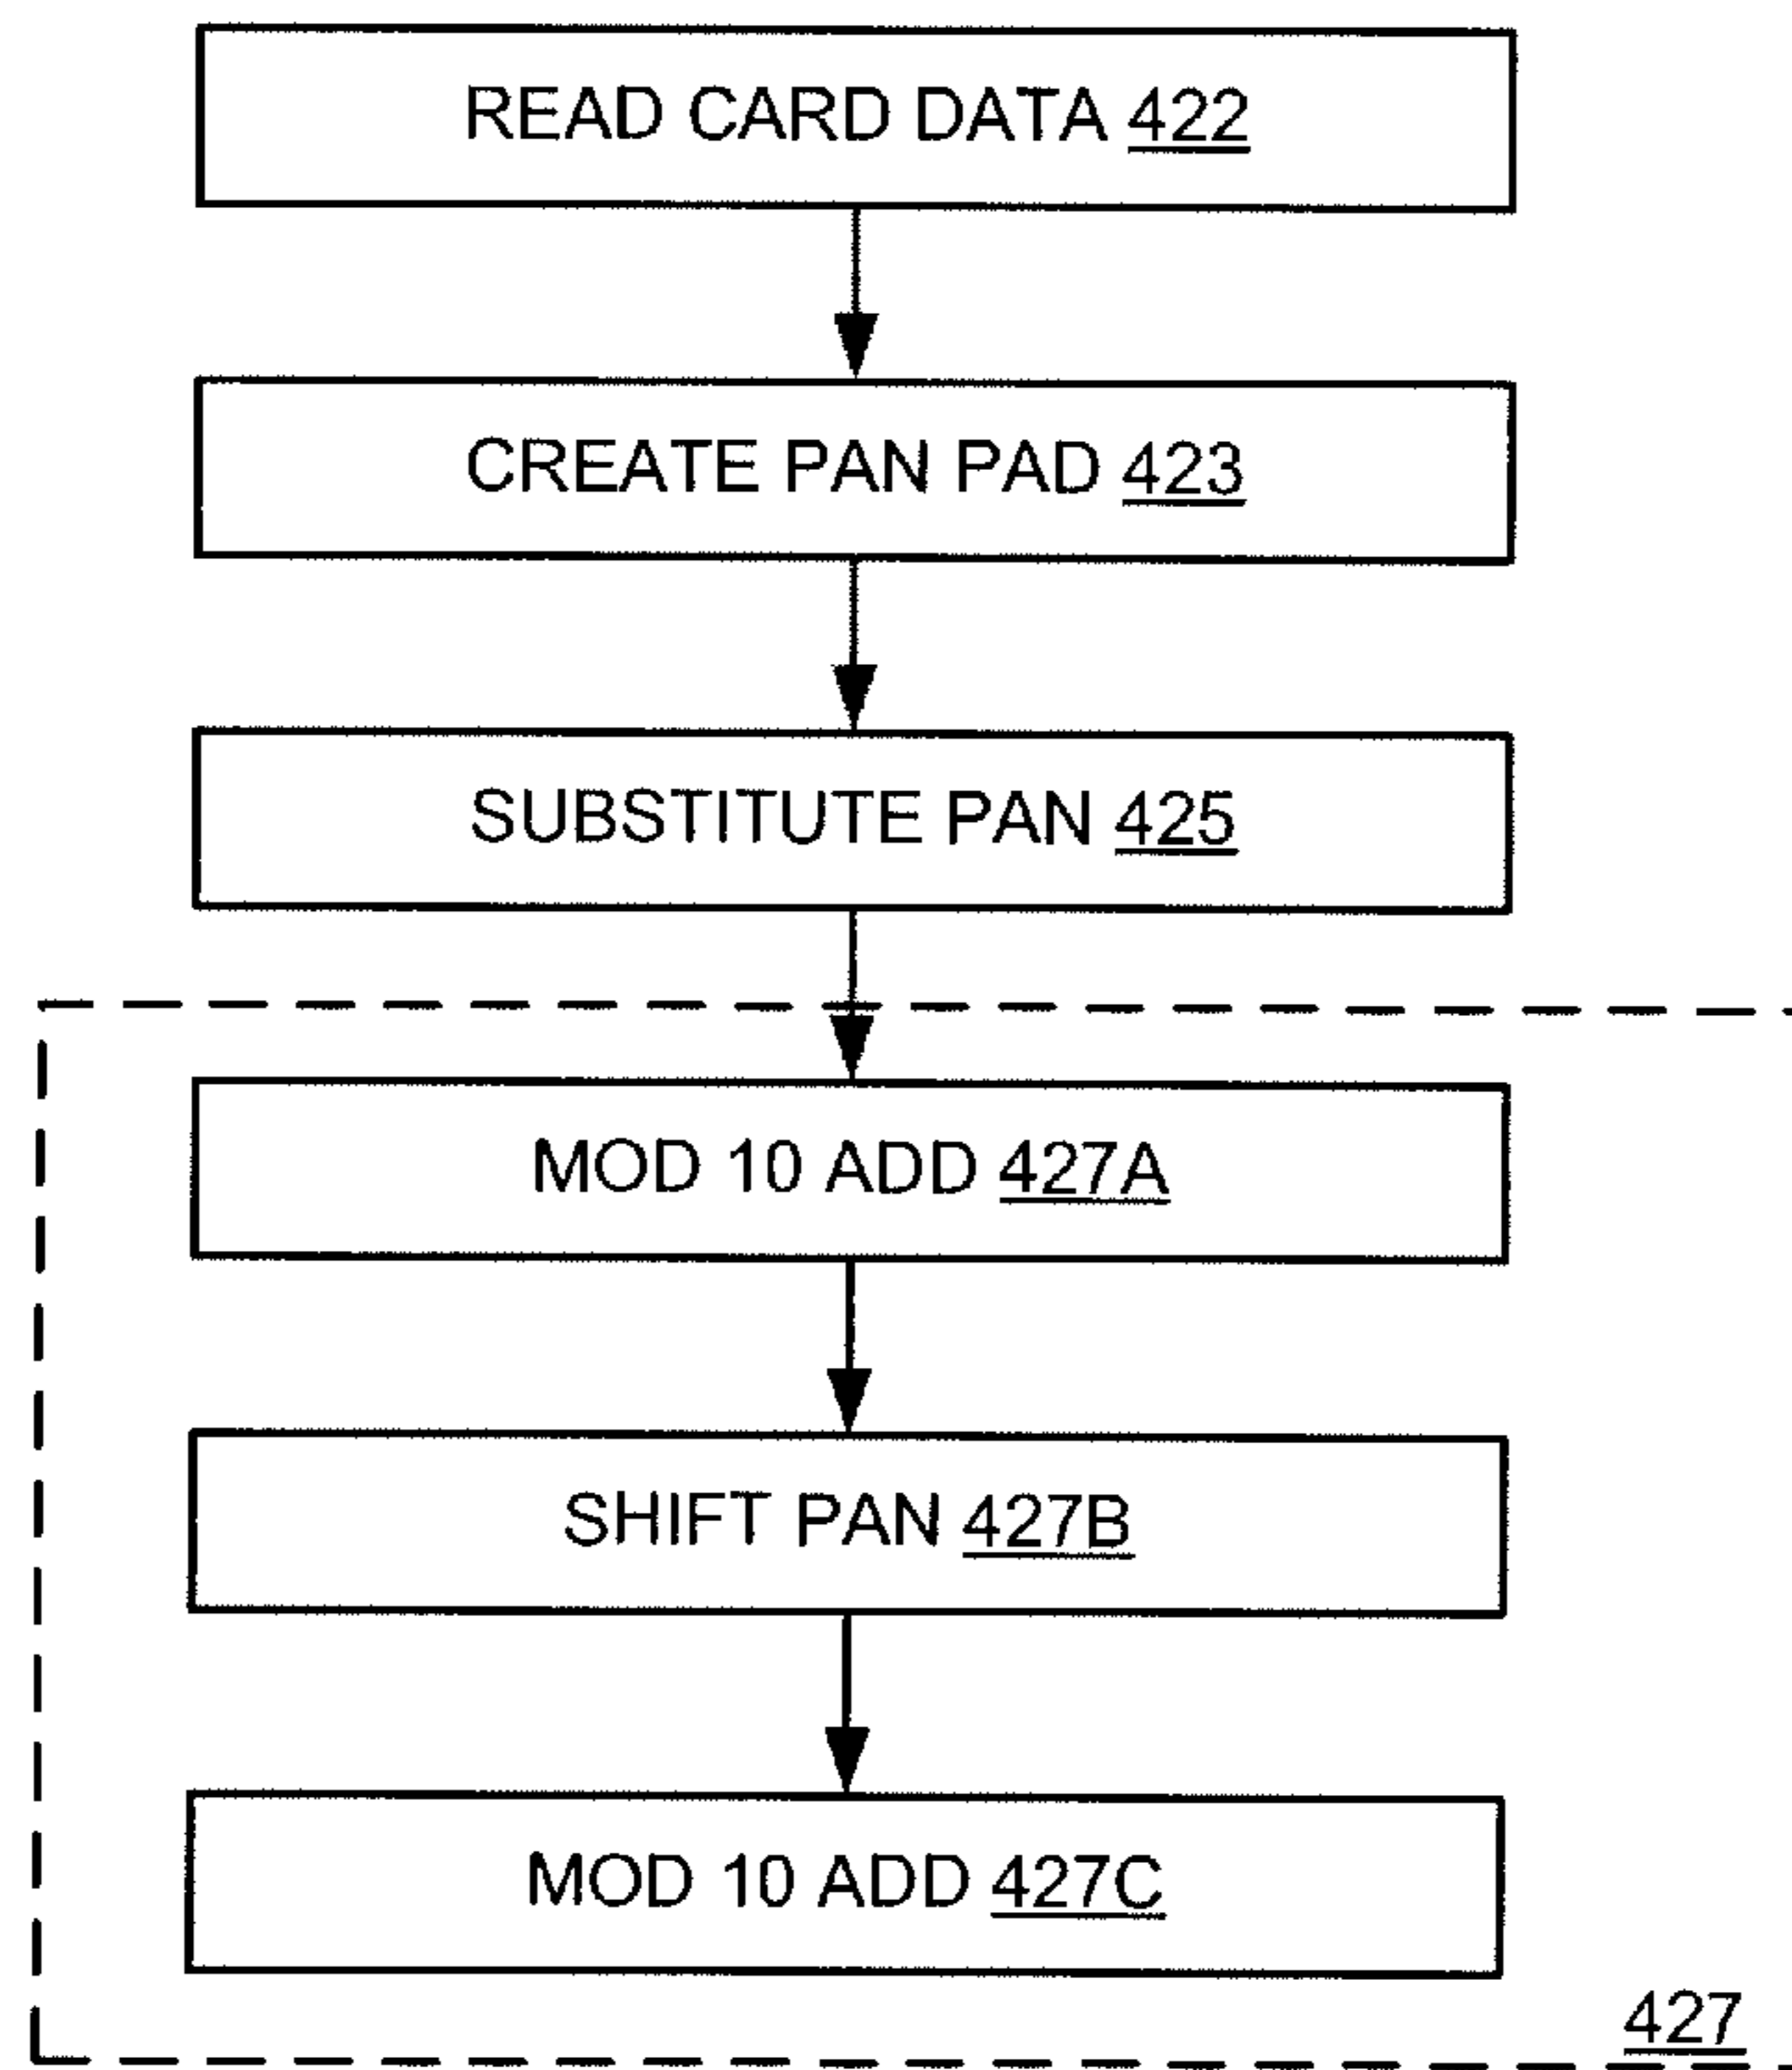 READ CARD DATA 422
CREATE PAN PAD 423
SUBSTITUTE PAN 425
MOD 10 ADD 427A
SHIFT PAN 427B
MOD 10 ADD 427C
427